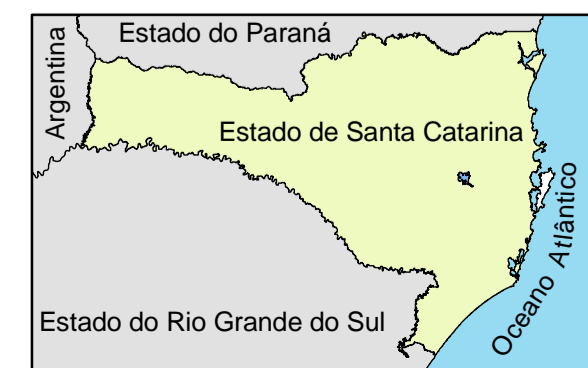 Estado do Paraná
Argentina
Estado de Santa Catarina
Oceano Atlântico
Estado do Rio Grande do Sul